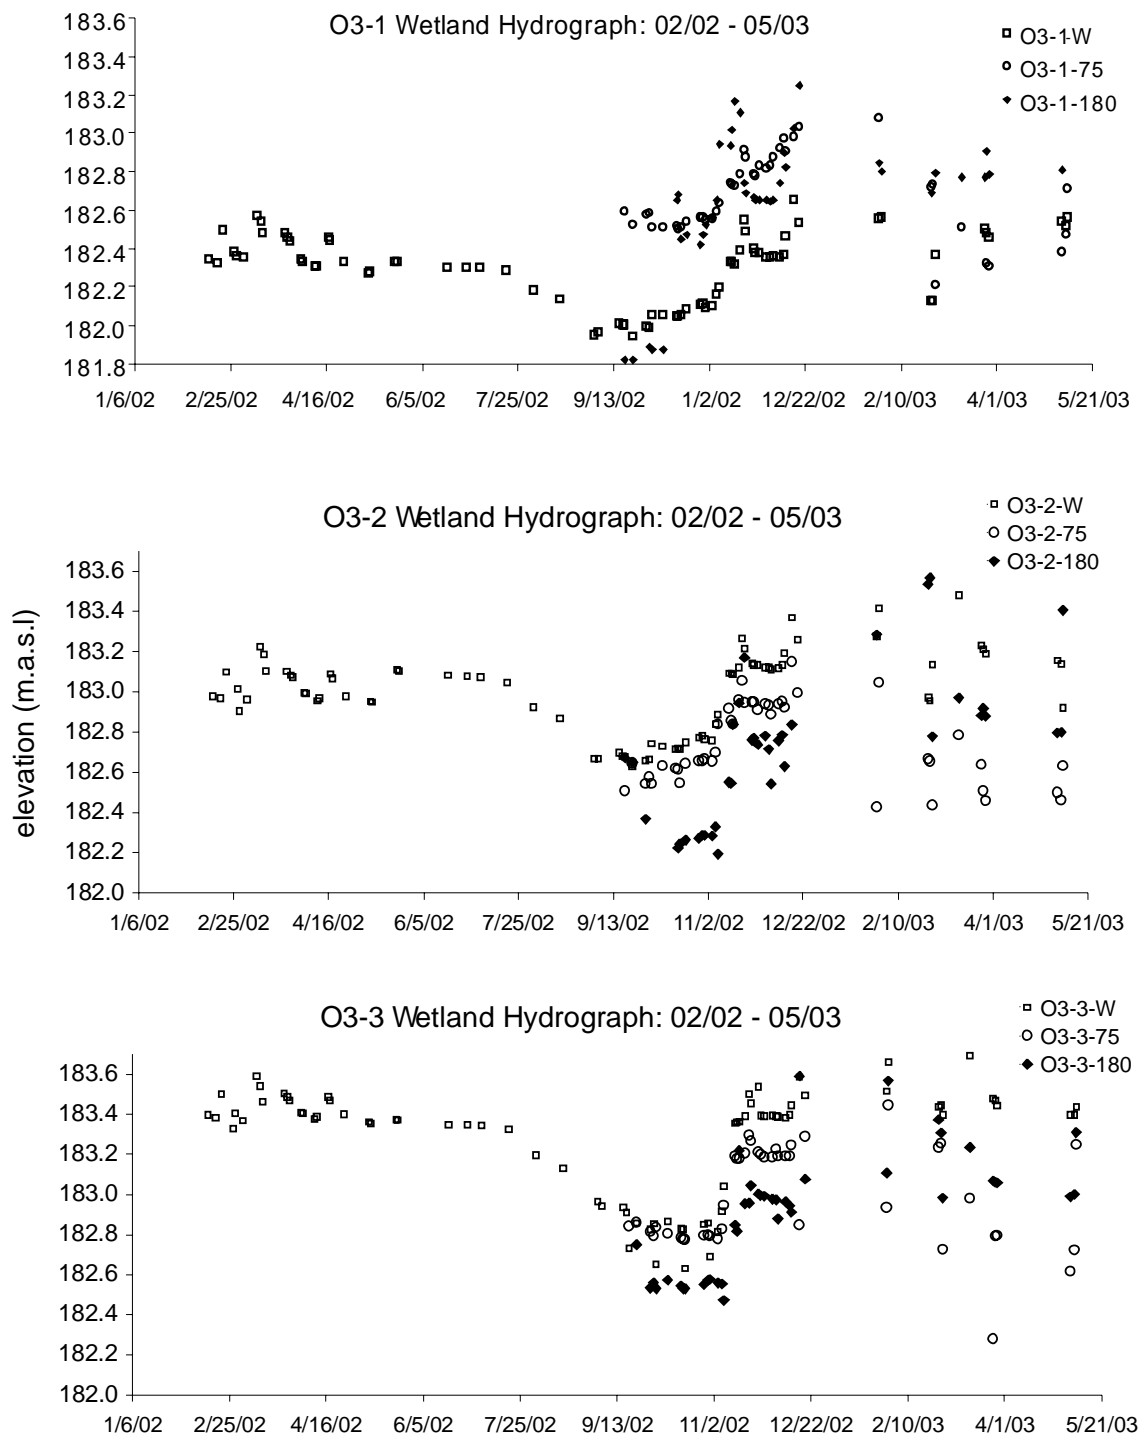 O3-1 Wetland Hydrograph: 02/02 - 05/03
O3-1-W
O3-1-75
O3-1-180
183.6
183.4
183.2
183.0
182.8
182.6
182.4
182.2
182.0
181.8
1/6/02 2/25/02 4/16/02 6/5/02 7/25/02 9/13/02 1/2/02 12/22/02 2/10/03 4/1/03 5/21/03
O3-2 Wetland Hydrograph: 02/02 - 05/03
O3-2-W
O3-2-75
O3-2-180
elevation (m.a.s.l)
183.6
183.4
183.2
183.0
182.8
182.6
182.4
182.2
182.0
1/6/02 2/25/02 4/16/02 6/5/02 7/25/02 9/13/02 11/2/02 12/22/02 2/10/03 4/1/03 5/21/03
O3-3 Wetland Hydrograph: 02/02 - 05/03
O3-3-W
O3-3-75
O3-3-180
183.6
183.4
183.2
183.0
182.8
182.6
182.4
182.0
1/6/02 2/25/02 4/16/02 6/5/02 7/25/02 9/13/02 11/2/02 12/22/02 2/10/03 4/1/03 5/21/03